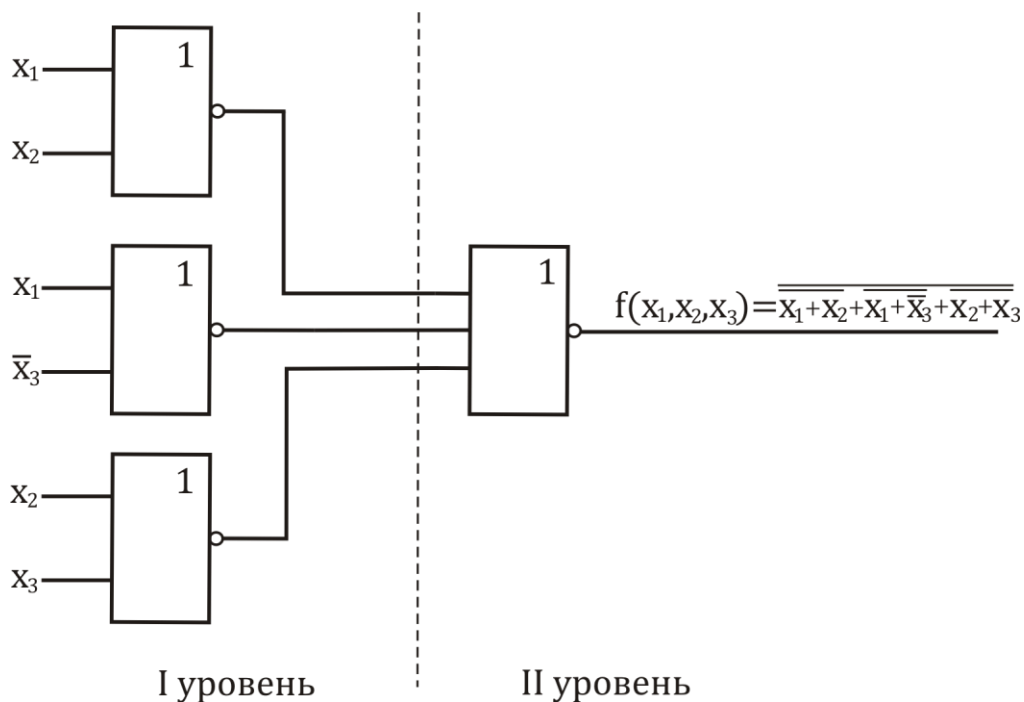 1
x₁
x₂
1
x₁
x̅₃
1
x₂
x₃
1
f(x₁,x₂,x₃)=x₁+x₂+x₁+x̅₃+x₂+x₃
I уровень
II уровень